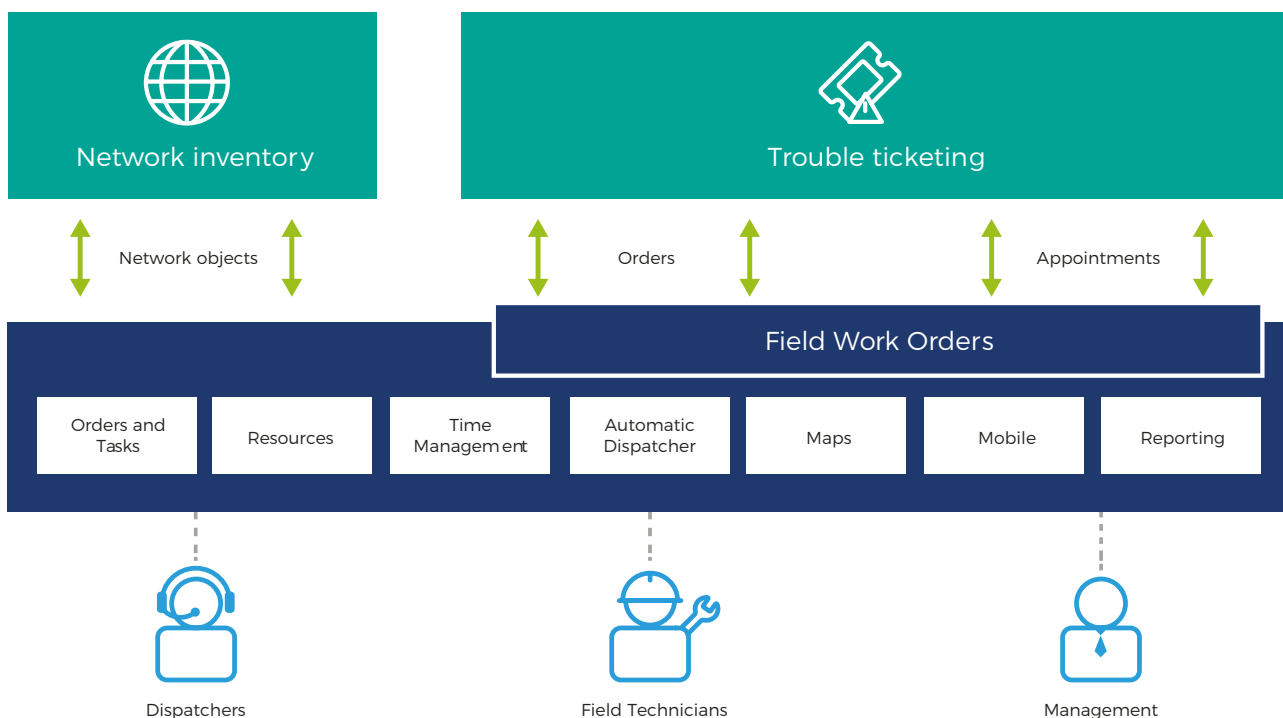 Network inventory
Trouble ticketing
Network objects
Orders
Appointments
Field Work Orders
Orders and
Tasks
Resources
Time
Management
Automatic
Dispatcher
Maps
Mobile
Reporting
Dispatchers
Field Technicians
Management